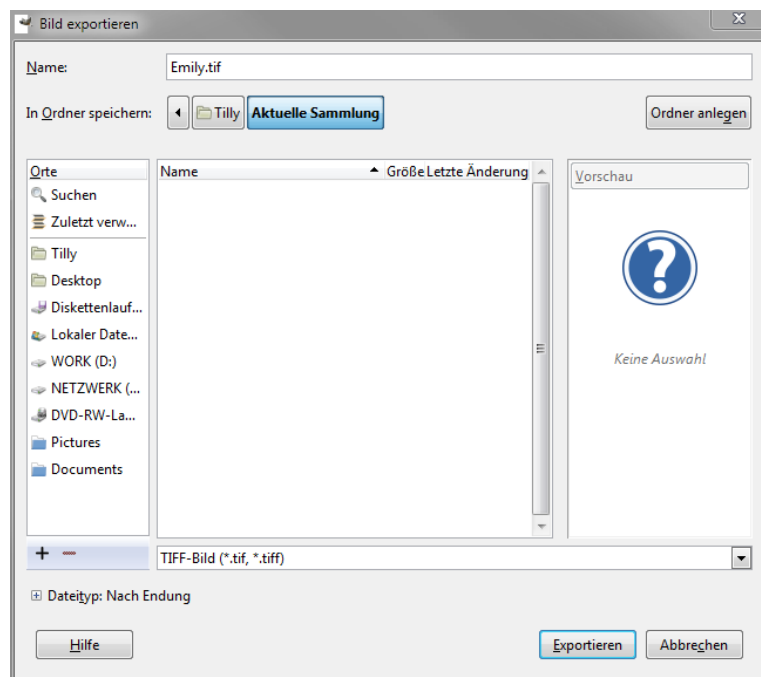 Bild exportieren
Name: Emily.tif
In Ordner speichern: Tilly Aktuelle Sammlung Ordner anlegen
Orte
Suchen
Zuletzt verw...
Tilly
Desktop
Diskettenlauf...
Lokaler Date...
WORK (D:)
NETZWERK (...
DVD-RW-La...
Pictures
Documents
Name Größe Letzte Änderung
Vorschau
?
Keine Auswahl
TIFF-Bild (*.tif, *.tiff)
Dateityp: Nach Endung
Hilfe Exportieren Abbrechen